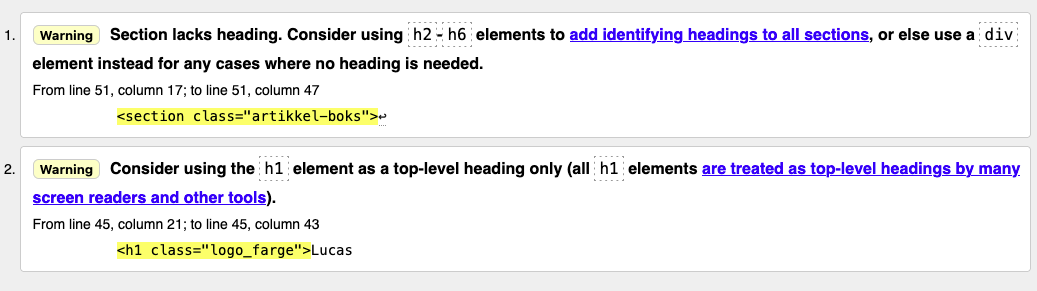 1. Warning Section lacks heading. Consider using h2-h6 elements to add identifying headings to all sections, or else use a div
element instead for any cases where no heading is needed.
From line 51, column 17; to line 51, column 47
<section class="artikkel-boks">↩
2. Warning Consider using the h1 element as a top-level heading only (all h1 elements are treated as top-level headings by many
screen readers and other tools).
From line 45, column 21; to line 45, column 43
<h1 class="logo_farge">Lucas